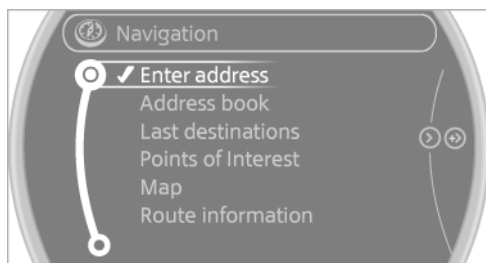 Navigation
Enter address
Address book
Last destinations
Points of Interest
Map
Route information